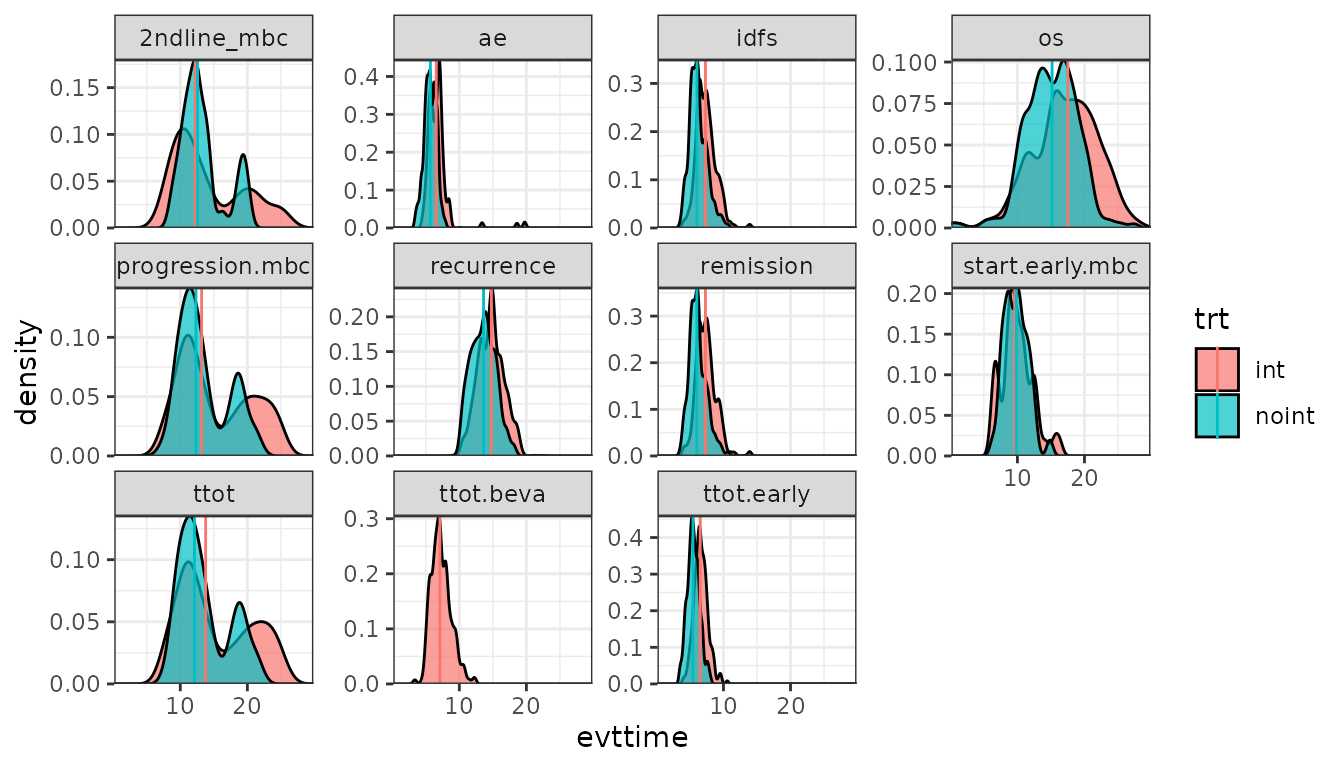 2ndline_mbc ae idfs os
0.15 0.10 0.05 0.00
0.4 0.3 0.2 0.1 0.0
0.3 0.2 0.1 0.0
0.100 0.075 0.050 0.025 0.000
progression.mbc recurrence remission start.early.mbc
0.10 0.05 0.00
0.20 0.15 0.10 0.05 0.00
0.3 0.2 0.1 0.0
0.20 0.15 0.10 0.05 0.00
10 20
ttot ttot.beva ttot.early
0.10 0.05 0.00
0.3 0.2 0.1 0.0
0.4 0.3 0.2 0.1 0.0
10 20 10 20 10 20
evttime
density
trt
int
noint